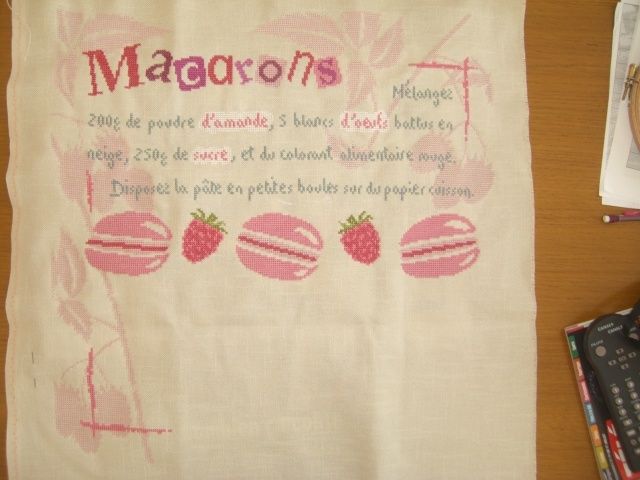 Macarons
Mélangez
200g de poudre d'amande, 5 blancs d'oeufs battus en
neige, 250g de sucre, et du colorant alimentaire rouge.
Disposez la pâte en petites boules sur du papier cuisson.